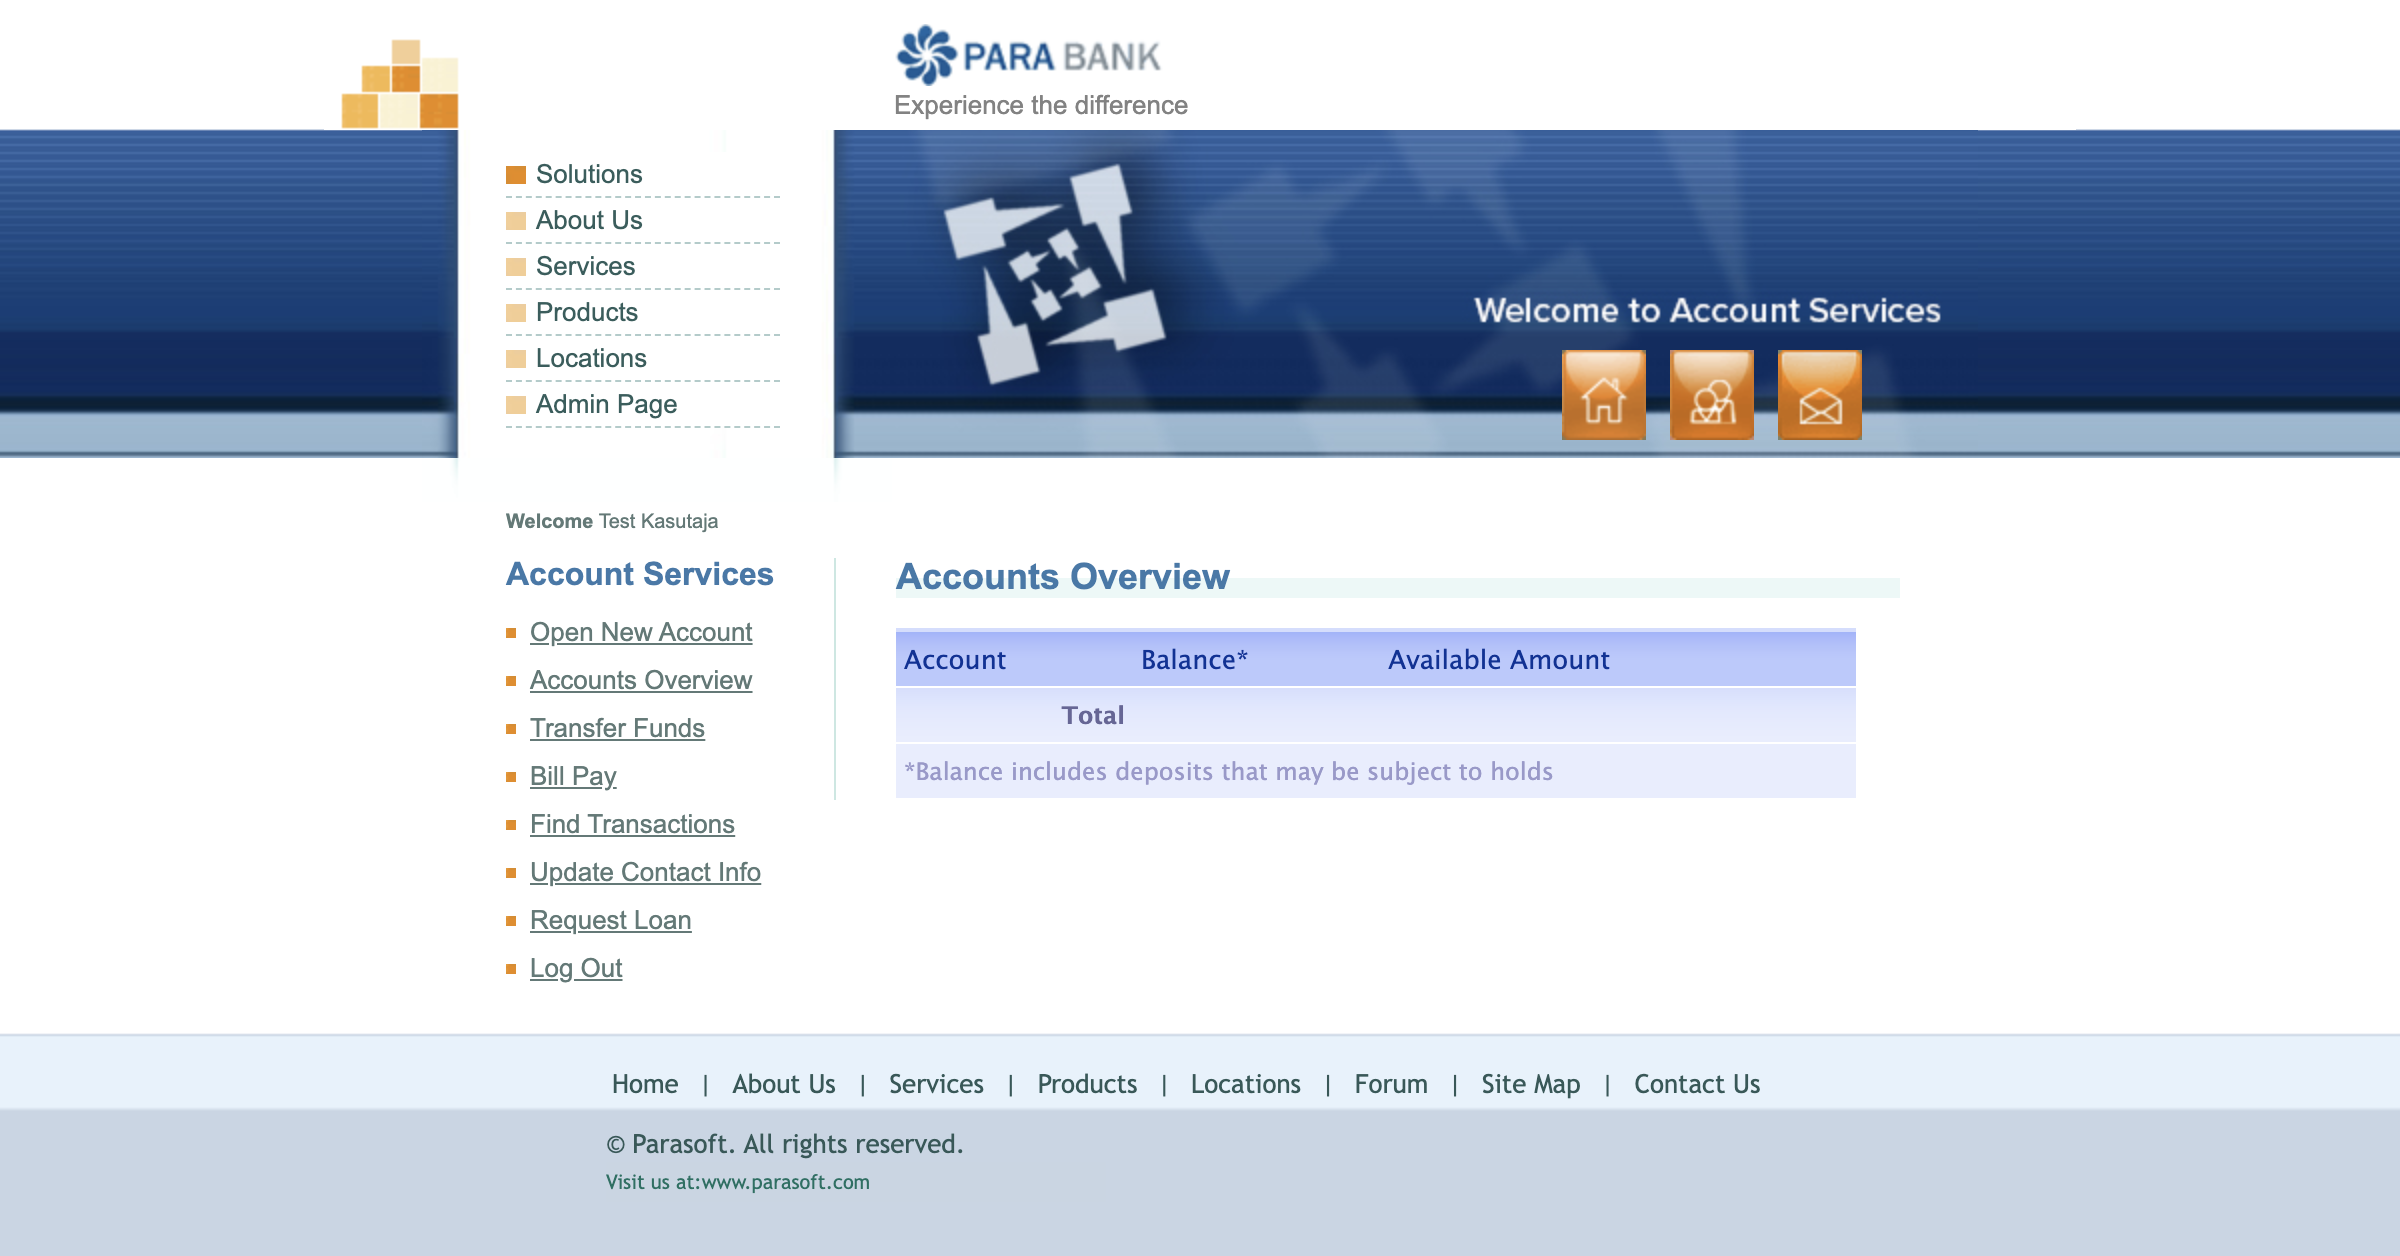 PARA BANK
Experience the difference
Solutions
About Us
Services
Products
Locations
Admin Page
Welcome to Account Services
Welcome Test Kasutaja
Account Services
Open New Account
Accounts Overview
Transfer Funds
Bill Pay
Find Transactions
Update Contact Info
Request Loan
Log Out
Accounts Overview
Account Balance* Available Amount
Total
*Balance includes deposits that may be subject to holds
Home | About Us | Services | Products | Locations | Forum | Site Map | Contact Us
© Parasoft. All rights reserved.
Visit us at:www.parasoft.com